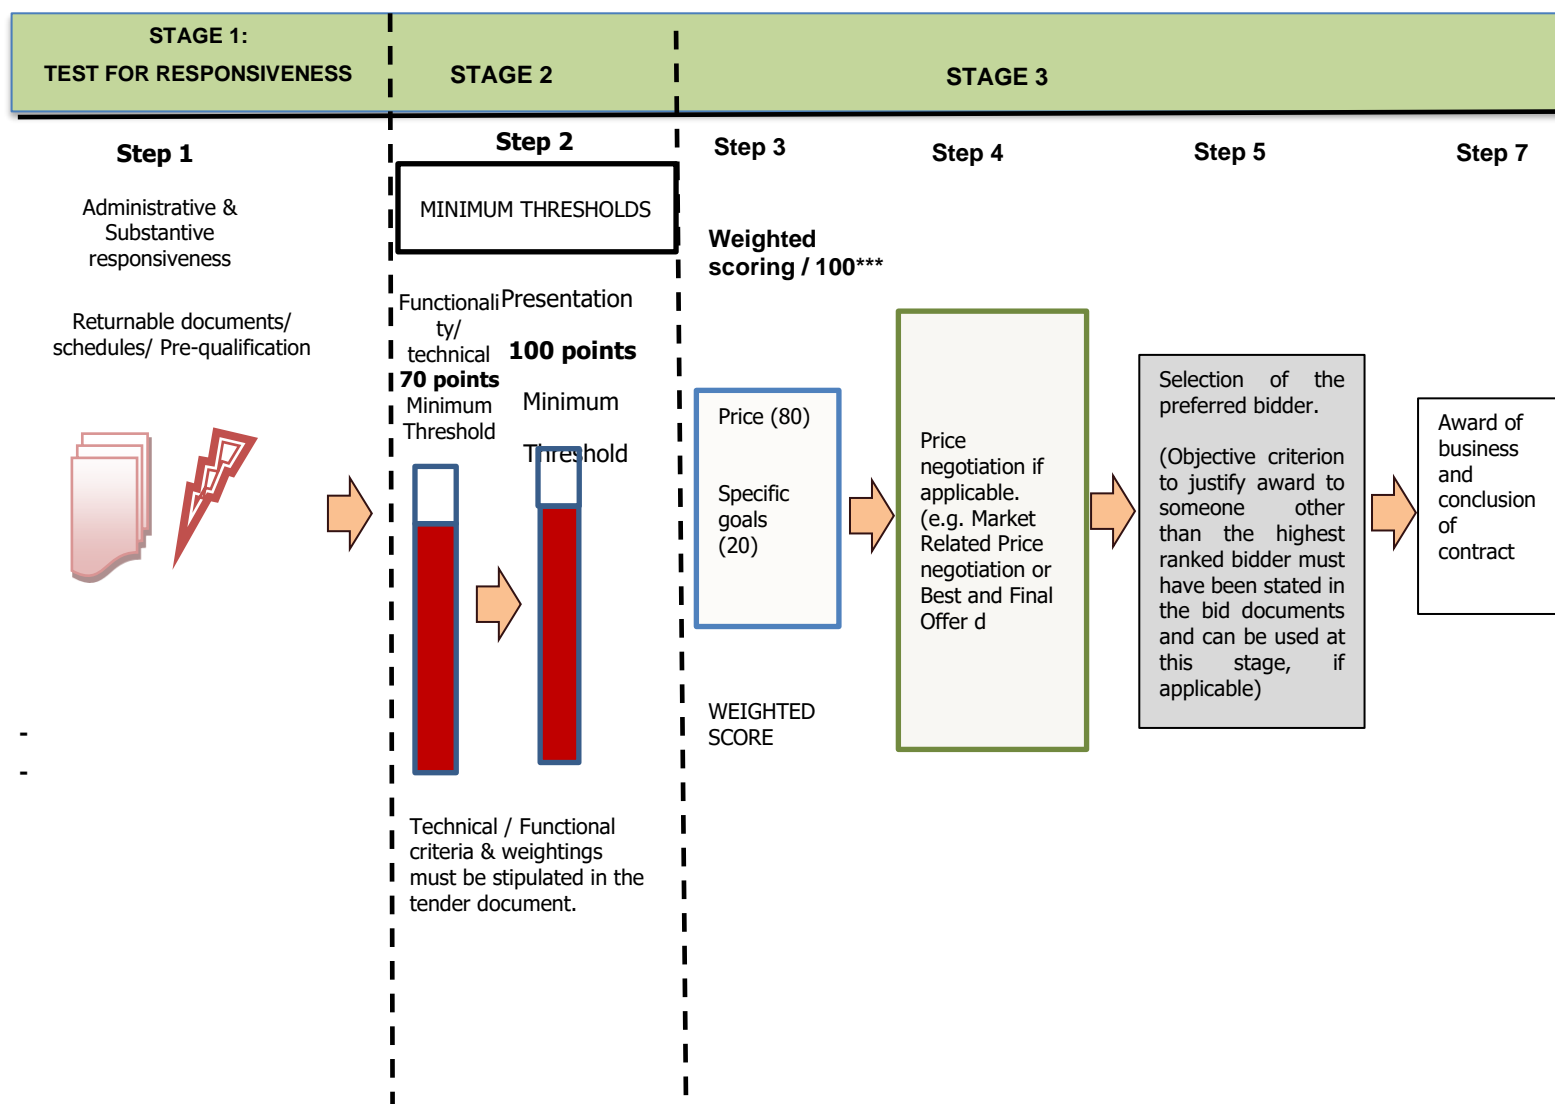 STAGE 1:
TEST FOR RESPONSIVENESS
STAGE 2
STAGE 3
Step 1
Administrative &
Substantive
responsiveness
Returnable documents/
schedules/ Pre-qualification
-
-
Step 2
MINIMUM THRESHOLDS
Functionali
ty/
technical
70 points
Minimum
Threshold
Presentation
100 points
Minimum
Threshold
Technical / Functional
criteria & weightings
must be stipulated in the
tender document.
Step 3
Weighted
scoring / 100***
Price (80)
Specific
goals
(20)
WEIGHTED
SCORE
Step 4
Price
negotiation if
applicable.
(e.g. Market
Related Price
negotiation or
Best and Final
Offer d
Step 5
Selection of the
preferred bidder.
(Objective criterion
to justify award to
someone other
than the highest
ranked bidder must
have been stated in
the bid documents
and can be used at
this stage, if
applicable)
Step 7
Award of
business
and
conclusion
of
contract